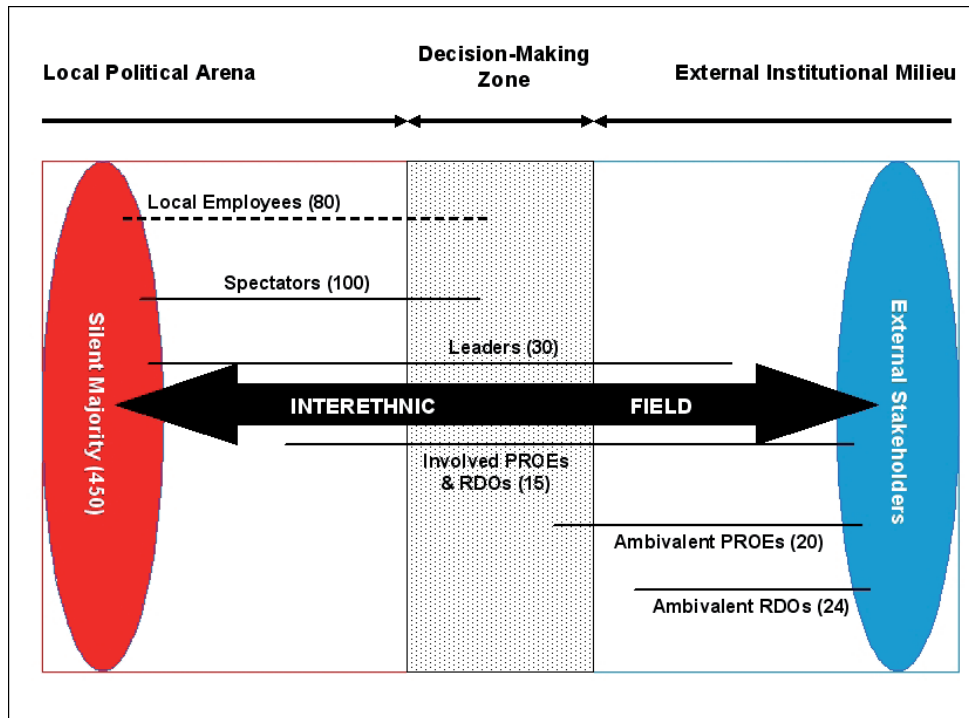 Local Political Arena
Decision-Making
Zone
External Institutional Milieu
Local Employees (80)
Spectators (100)
Leaders (30)
Silent Majority (450)
INTERETHNIC FIELD
External Stakeholders
Involved PROEs
& RDOs (15)
Ambivalent PROEs (20)
Ambivalent RDOs (24)